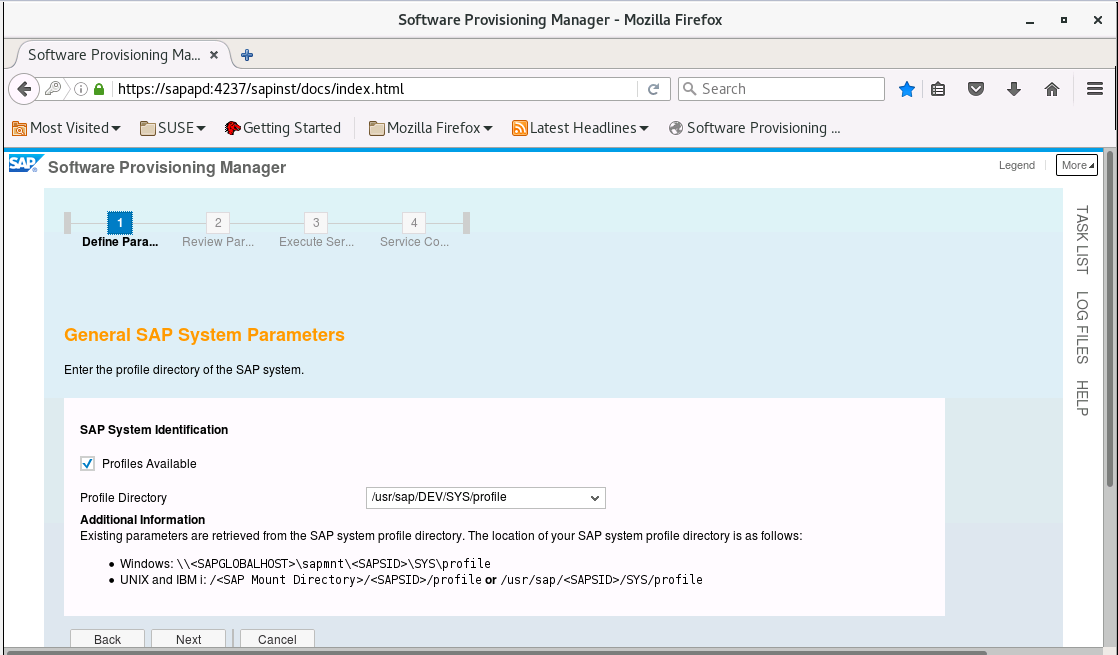 Software Provisioning Manager - Mozilla Firefox
Software Provisioning Ma...
https://sapapd:4237/sapinst/docs/index.html
Search
Most Visited
SUSE
Getting Started
Mozilla Firefox
Latest Headlines
Software Provisioning ...
SAP Software Provisioning Manager
Legend
More
1 2 3 4
Define Para... Review Par... Execute Ser... Service Co...
TASK LIST
LOG FILES
HELP
General SAP System Parameters
Enter the profile directory of the SAP system.
SAP System Identification
Profiles Available
Profile Directory /usr/sap/DEV/SYS/profile
Additional Information
Existing parameters are retrieved from the SAP system profile directory. The location of your SAP system profile directory is as follows:
• Windows: \\<SAPGLOBALHOST>\sapmnt\<SAPSID>\SYS\profile
• UNIX and IBM i: /<SAP Mount Directory>/<SAPSID>/profile or /usr/sap/<SAPSID>/SYS/profile
Back Next Cancel